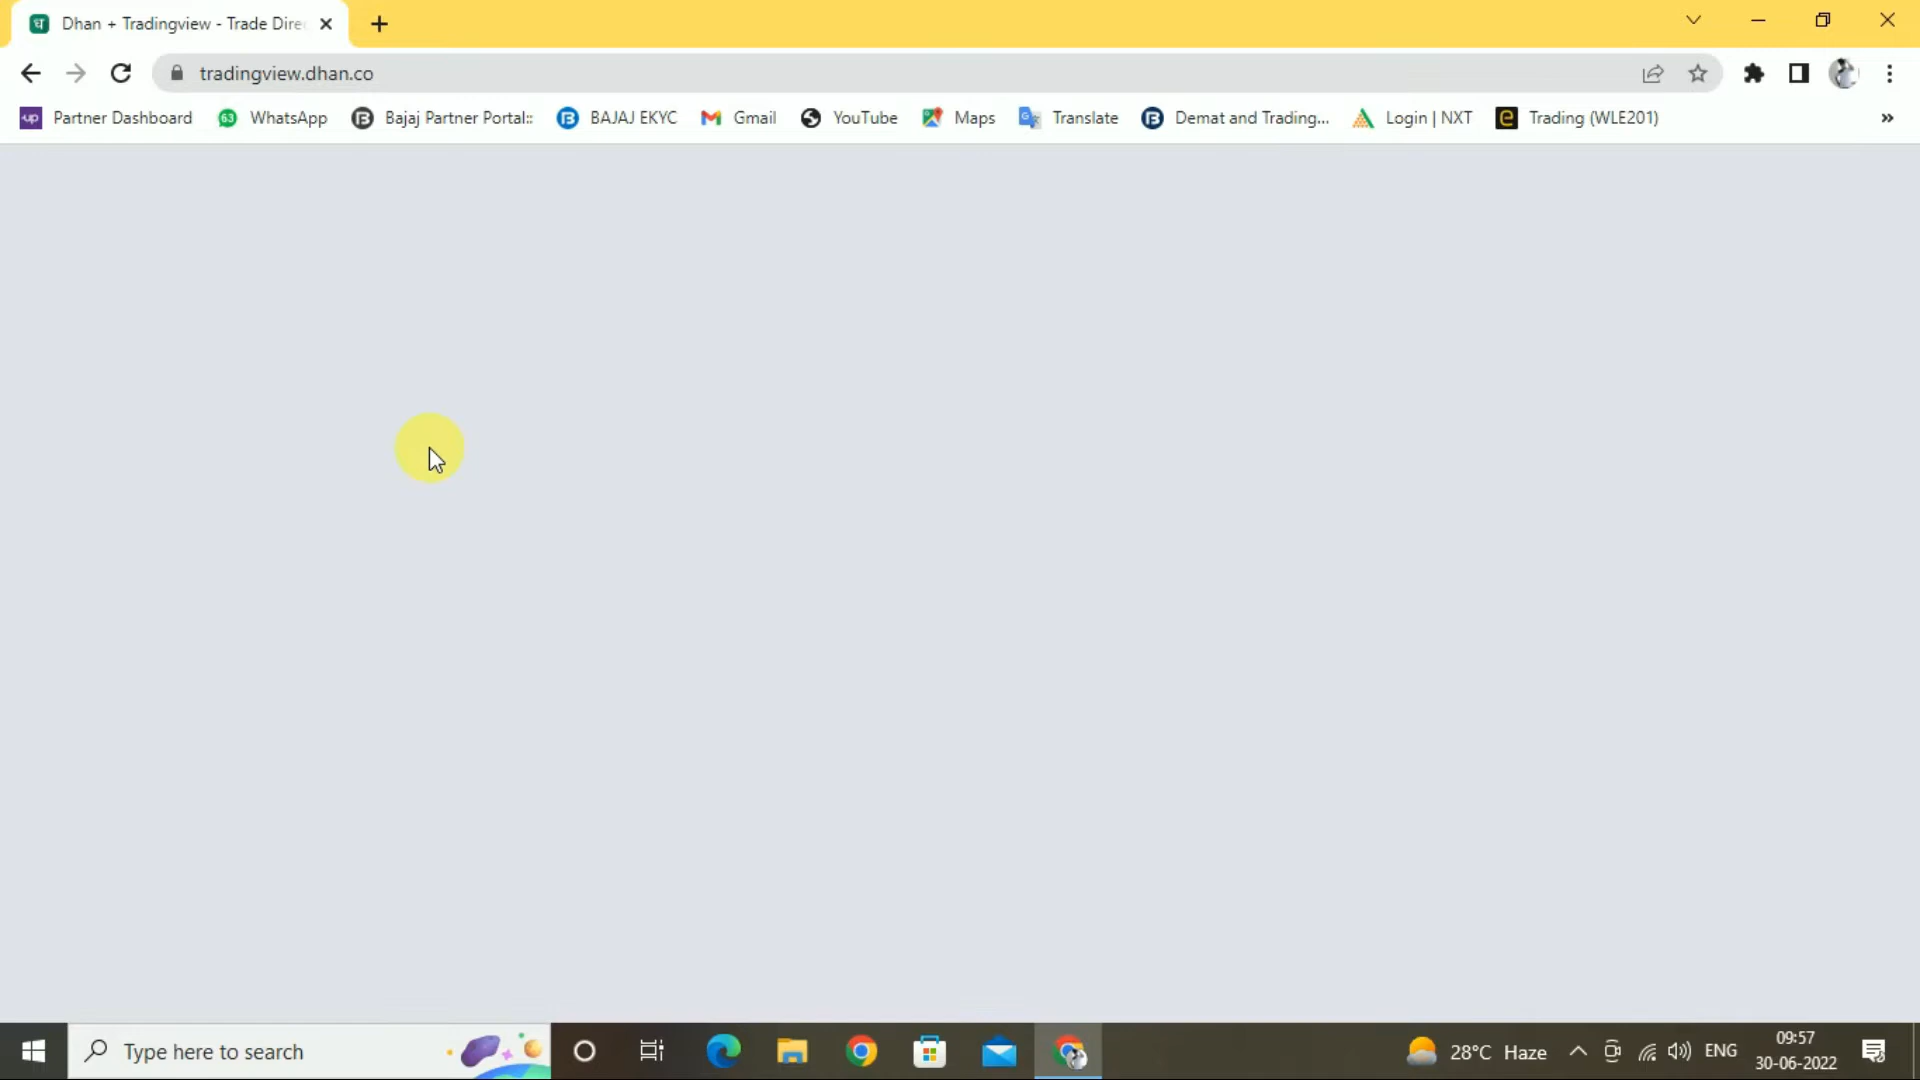 घ Dhan + Tradingview - Trade Dire
tradingview.dhan.co
up Partner Dashboard 63 WhatsApp B Bajaj Partner Portal:: B BAJAJ EKYC Gmail YouTube Maps Translate B Demat and Trading... Login | NXT e Trading (WLE201) »
Type here to search 28°C Haze ENG 09:57
30-06-2022